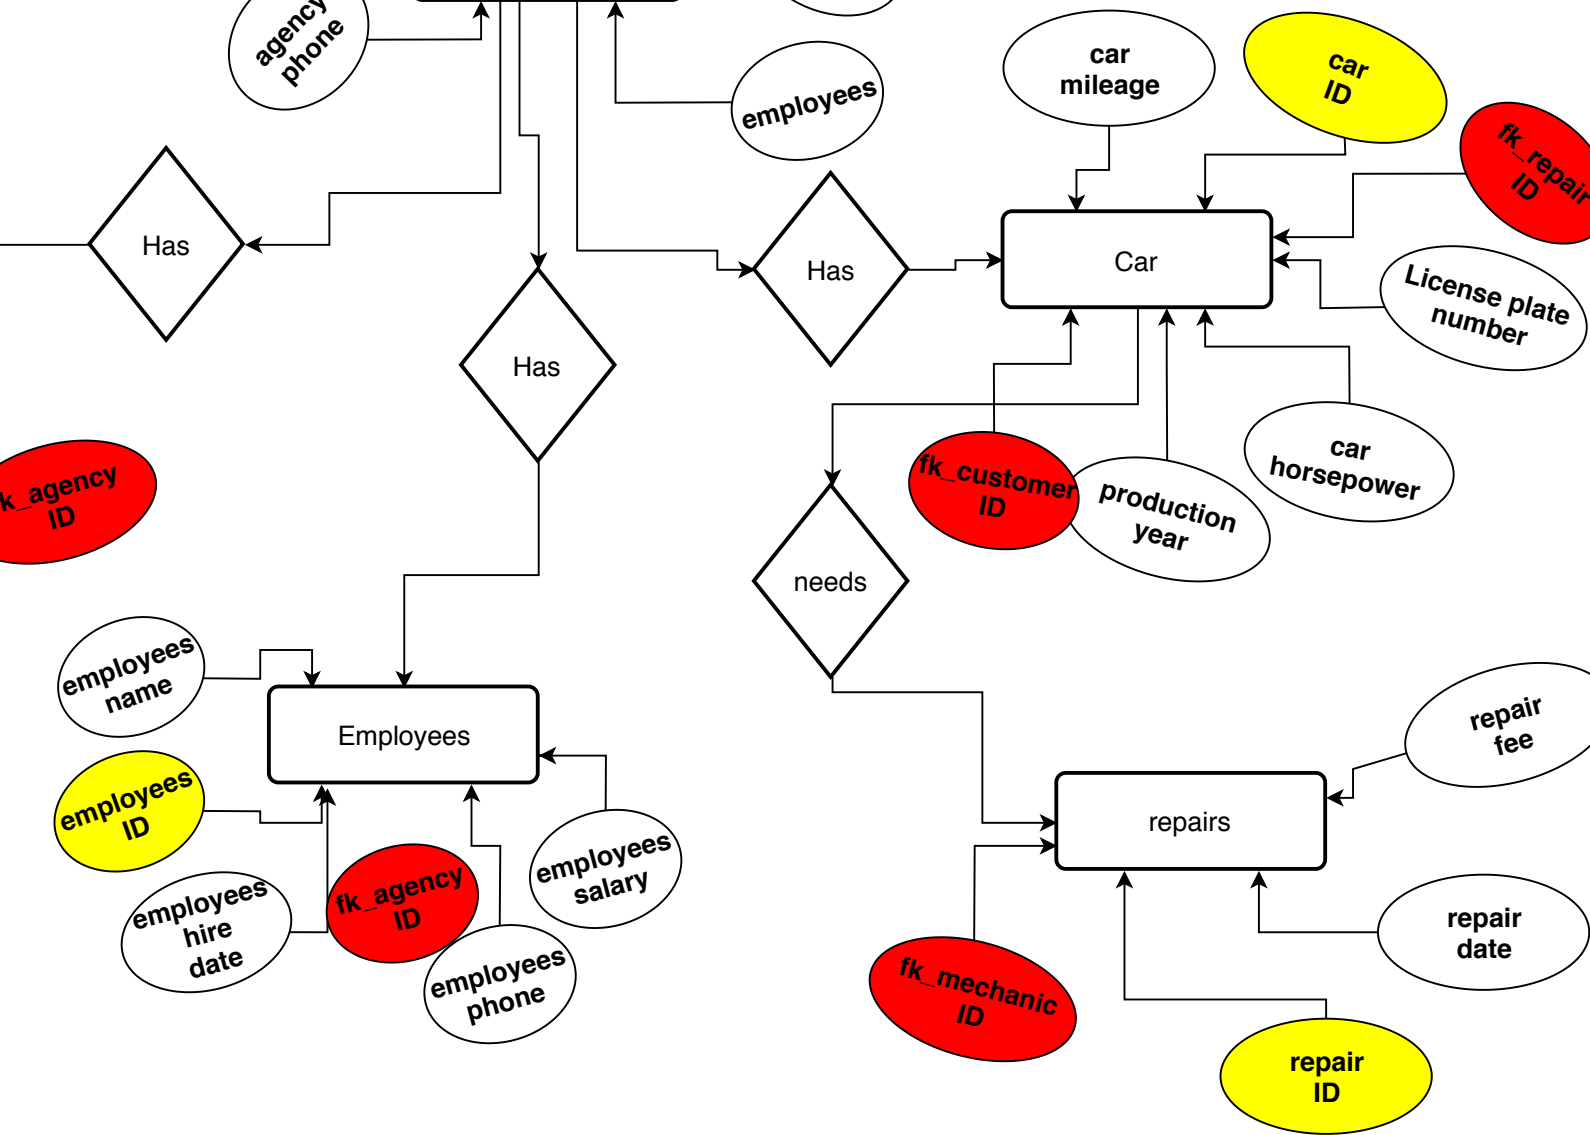 agency
phone
employees
car
mileage
car
ID
fk_repair
ID
Has
Has
Has
Car
License plate
number
k_agency
ID
fk_customer
ID
production
year
car
horsepower
needs
employees
name
Employees
employees
ID
employees
hire
date
fk_agency
ID
employees
phone
employees
salary
repair
fee
repairs
repair
date
fk_mechanic
ID
repair
ID